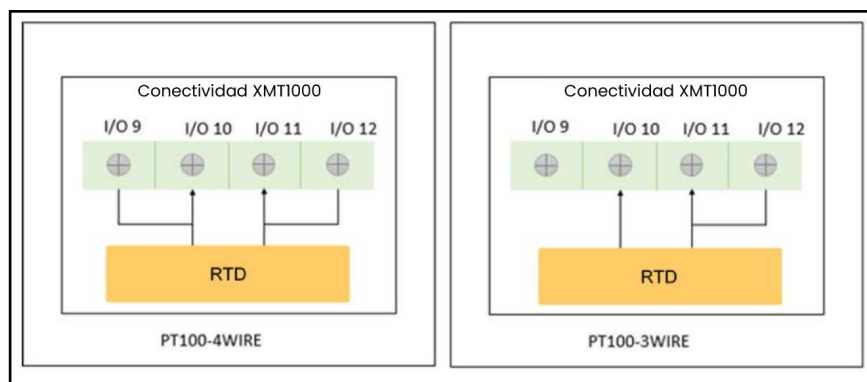 Conectividad XMT1000
I/O 9 I/O 10 I/O 11 I/O 12
RTD
PT100-4WIRE
Conectividad XMT1000
I/O 9 I/O 10 I/O 11 I/O 12
RTD
PT100-3WIRE